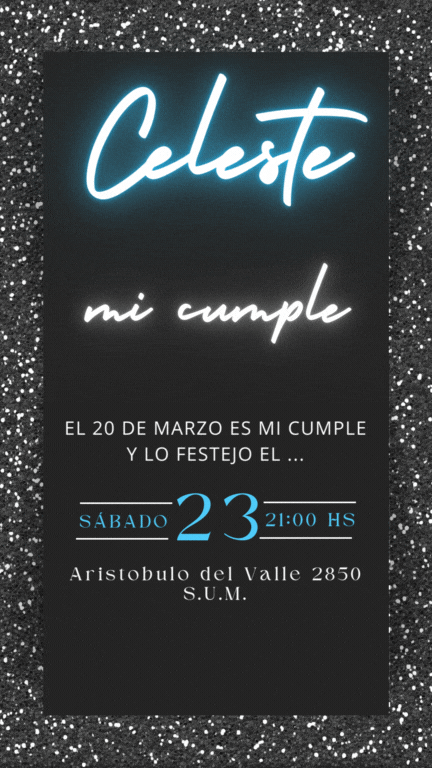 Celeste
mi cumple
EL 20 DE MARZO ES MI CUMPLE
Y LO FESTEJO EL ...
SÁBADO 23 21:00 HS
Aristobulo del Valle 2850
S.U.M.